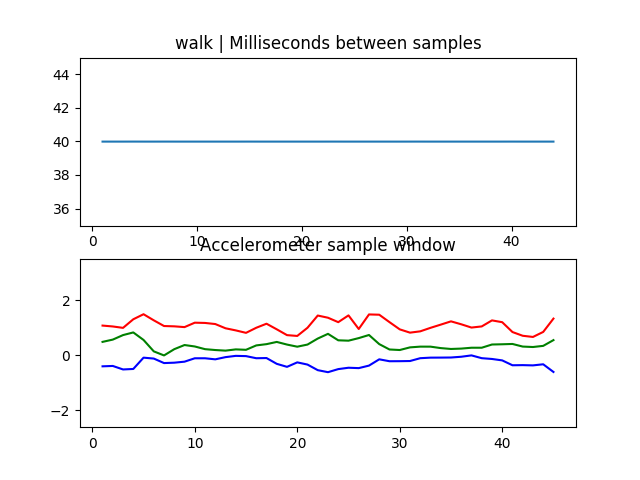 walk | Milliseconds between samples
44
42
40
38
36
0 10 20 30 40
Accelerometer sample window
2
0
−2
0 10 20 30 40